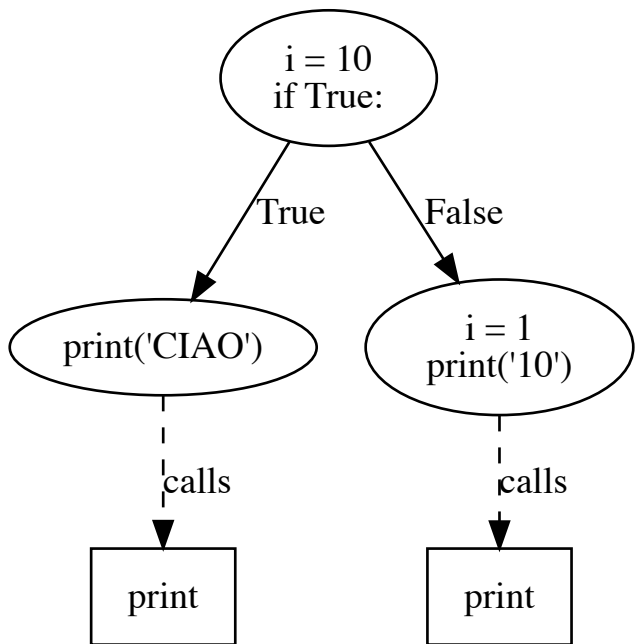 i = 10
if True:
True
False
print('CIAO')
i = 1
print('10')
calls
calls
print
print